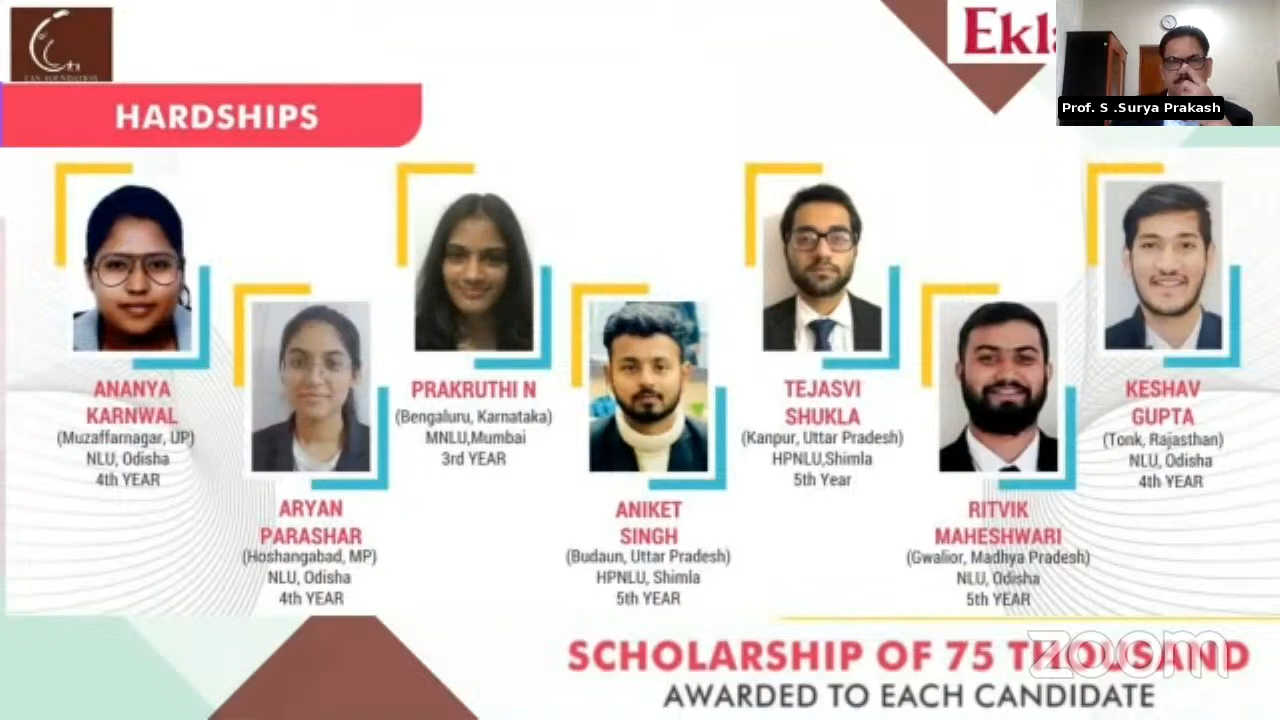 Ekl
Prof. S .Surya Prakash
HARDSHIPS
ANANYA
KARNWAL
(Muzaffarnagar, UP)
NLU, Odisha
4th YEAR
ARYAN
PARASHAR
(Hoshangabad, MP)
NLU, Odisha
4th YEAR
PRAKRUTHI N
(Bengaluru, Karnataka)
MNLU,Mumbai
3rd YEAR
ANIKET
SINGH
(Budaun, Uttar Pradesh)
HPNLU, Shimla
5th YEAR
TEJASVI
SHUKLA
(Kanpur, Uttar Pradesh)
HPNLU,Shimla
5th Year
RITVIK
MAHESHWARI
(Gwalior, Madhya Pradesh)
NLU, Odisha
5th YEAR
KESHAV
GUPTA
(Tonk, Rajasthan)
NLU, Odisha
4th YEAR
SCHOLARSHIP OF 75 THOUSAND
AWARDED TO EACH CANDIDATE
zoom